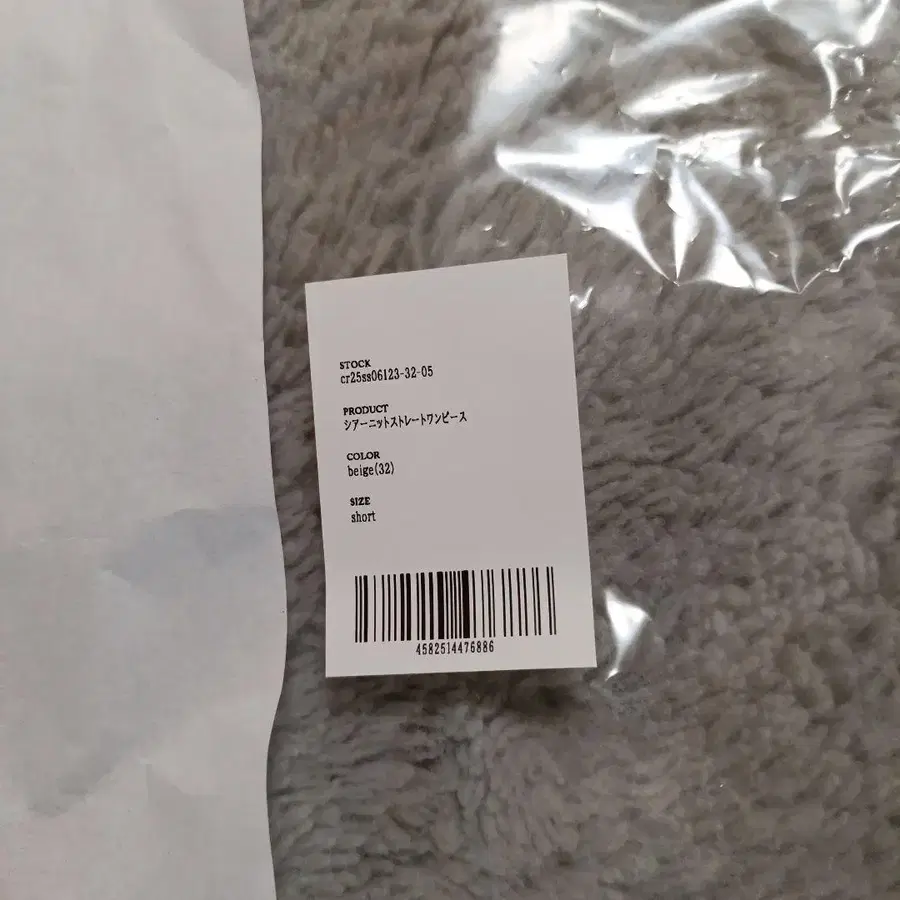 STOCK
cr25ss06123-32-05
PRODUCT
シアーニットストレートワンピース
COLOR
beige(32)
SIZE
short
4582514476886